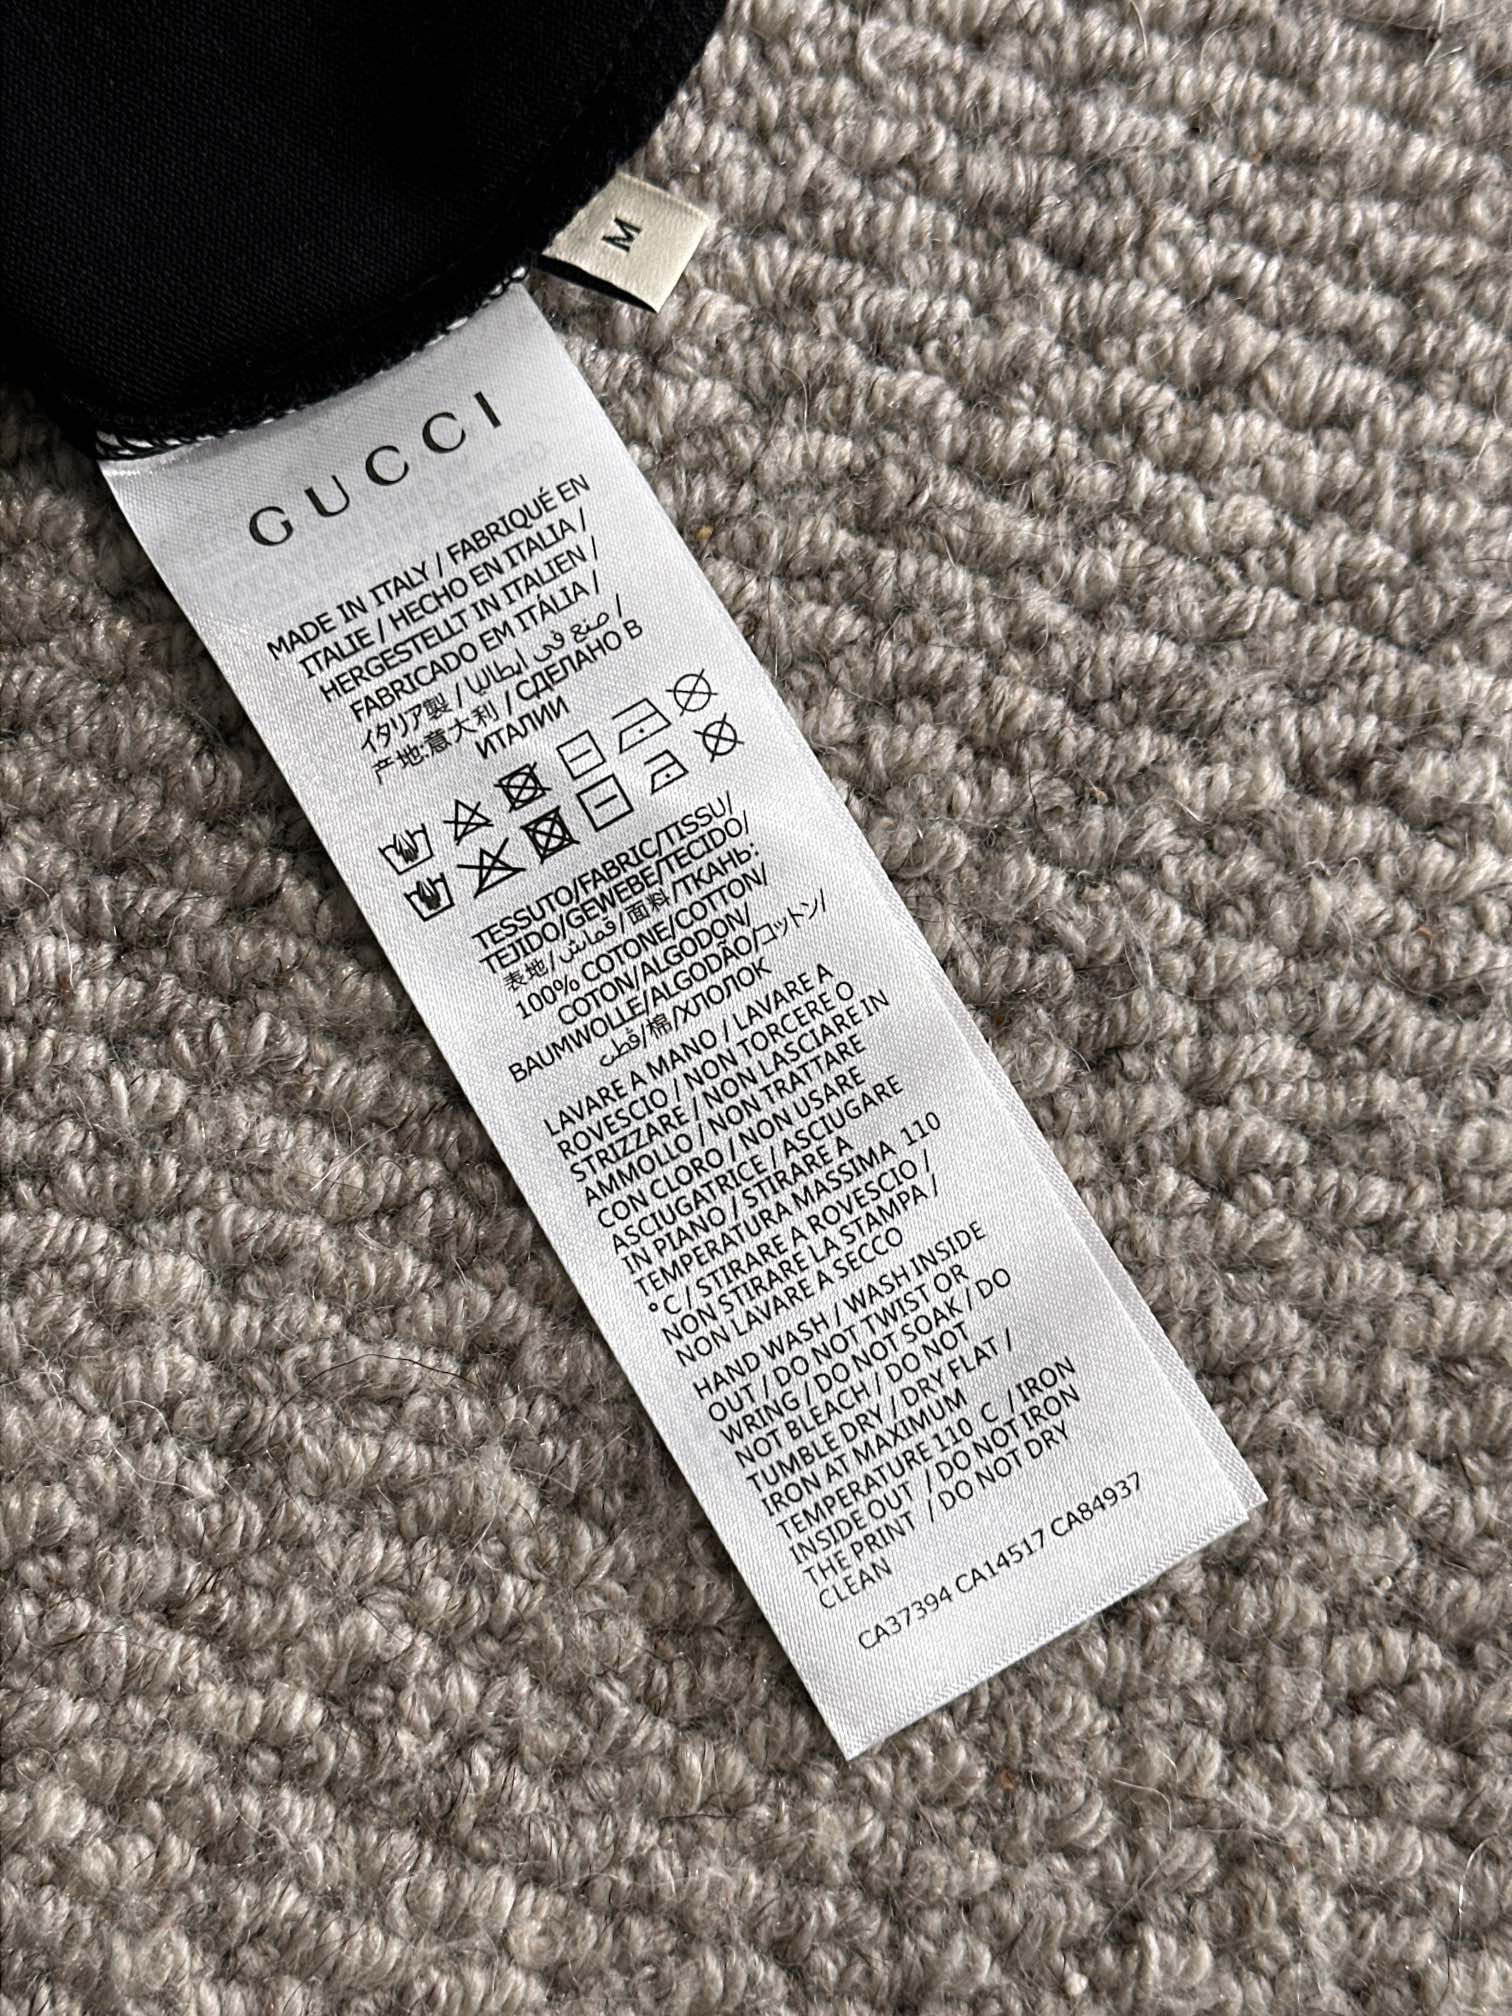 M
GUCCI
MADE IN ITALY / FABRIQUÉ EN
ITALIE / HECHO EN ITALIA /
HERGESTELLT IN ITALIEN /
FABRICADO EM ITÁLIA /
イタリア製 / صنع في ايطاليا /
产地:意大利 / СДЕЛАНО В
ИТАЛИИ
TESSUTO/FABRIC/TISSU/
TEJIDO/GEWEBE/TECIDO/
表地/قماش/面料/ТКАНЬ:
100% COTONE/COTTON/
COTON/ALGODON/
BAUMWOLLE/ALGODÃO/コットン/
قطن/棉/ХЛОПОК
LAVARE A MANO / LAVARE A
ROVESCIO / NON TORCERE O
STRIZZARE / NON LASCIARE IN
AMMOLLO / NON TRATTARE
CON CLORO / NON USARE
ASCIUGATRICE / ASCIUGARE
IN PIANO / STIRARE A
TEMPERATURA MASSIMA 110
°C / STIRARE A ROVESCIO /
NON STIRARE LA STAMPA /
NON LAVARE A SECCO
HAND WASH / WASH INSIDE
OUT / DO NOT TWIST OR
WRING / DO NOT SOAK / DO
NOT BLEACH / DO NOT
TUMBLE DRY / DRY FLAT /
IRON AT MAXIMUM
TEMPERATURE 110 C / IRON
INSIDE OUT / DO NOT IRON
THE PRINT / DO NOT DRY
CLEAN
CA37394 CA14517 CA84937